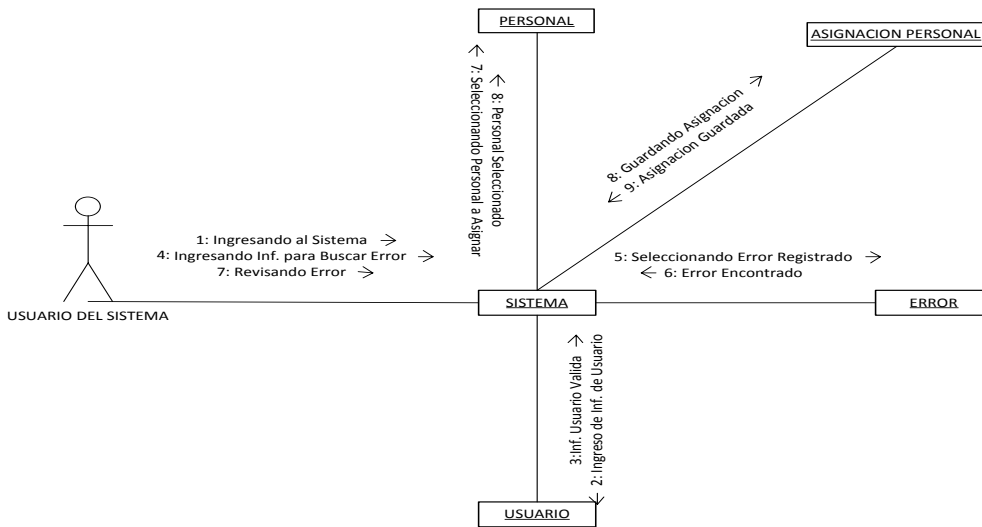 PERSONAL
ASIGNACION PERSONAL
7: Seleccionando Personal a Asignar
8: Personal Seleccionado
8: Guardando Asignacion
9: Asignacion Guardada
1: Ingresando al Sistema
4: Ingresando Inf. para Buscar Error
7: Revisando Error
5: Seleccionando Error Registrado
6: Error Encontrado
USUARIO DEL SISTEMA
SISTEMA
ERROR
3:Inf. Usuario Valida
2: Ingreso de Inf. de Usuario
USUARIO